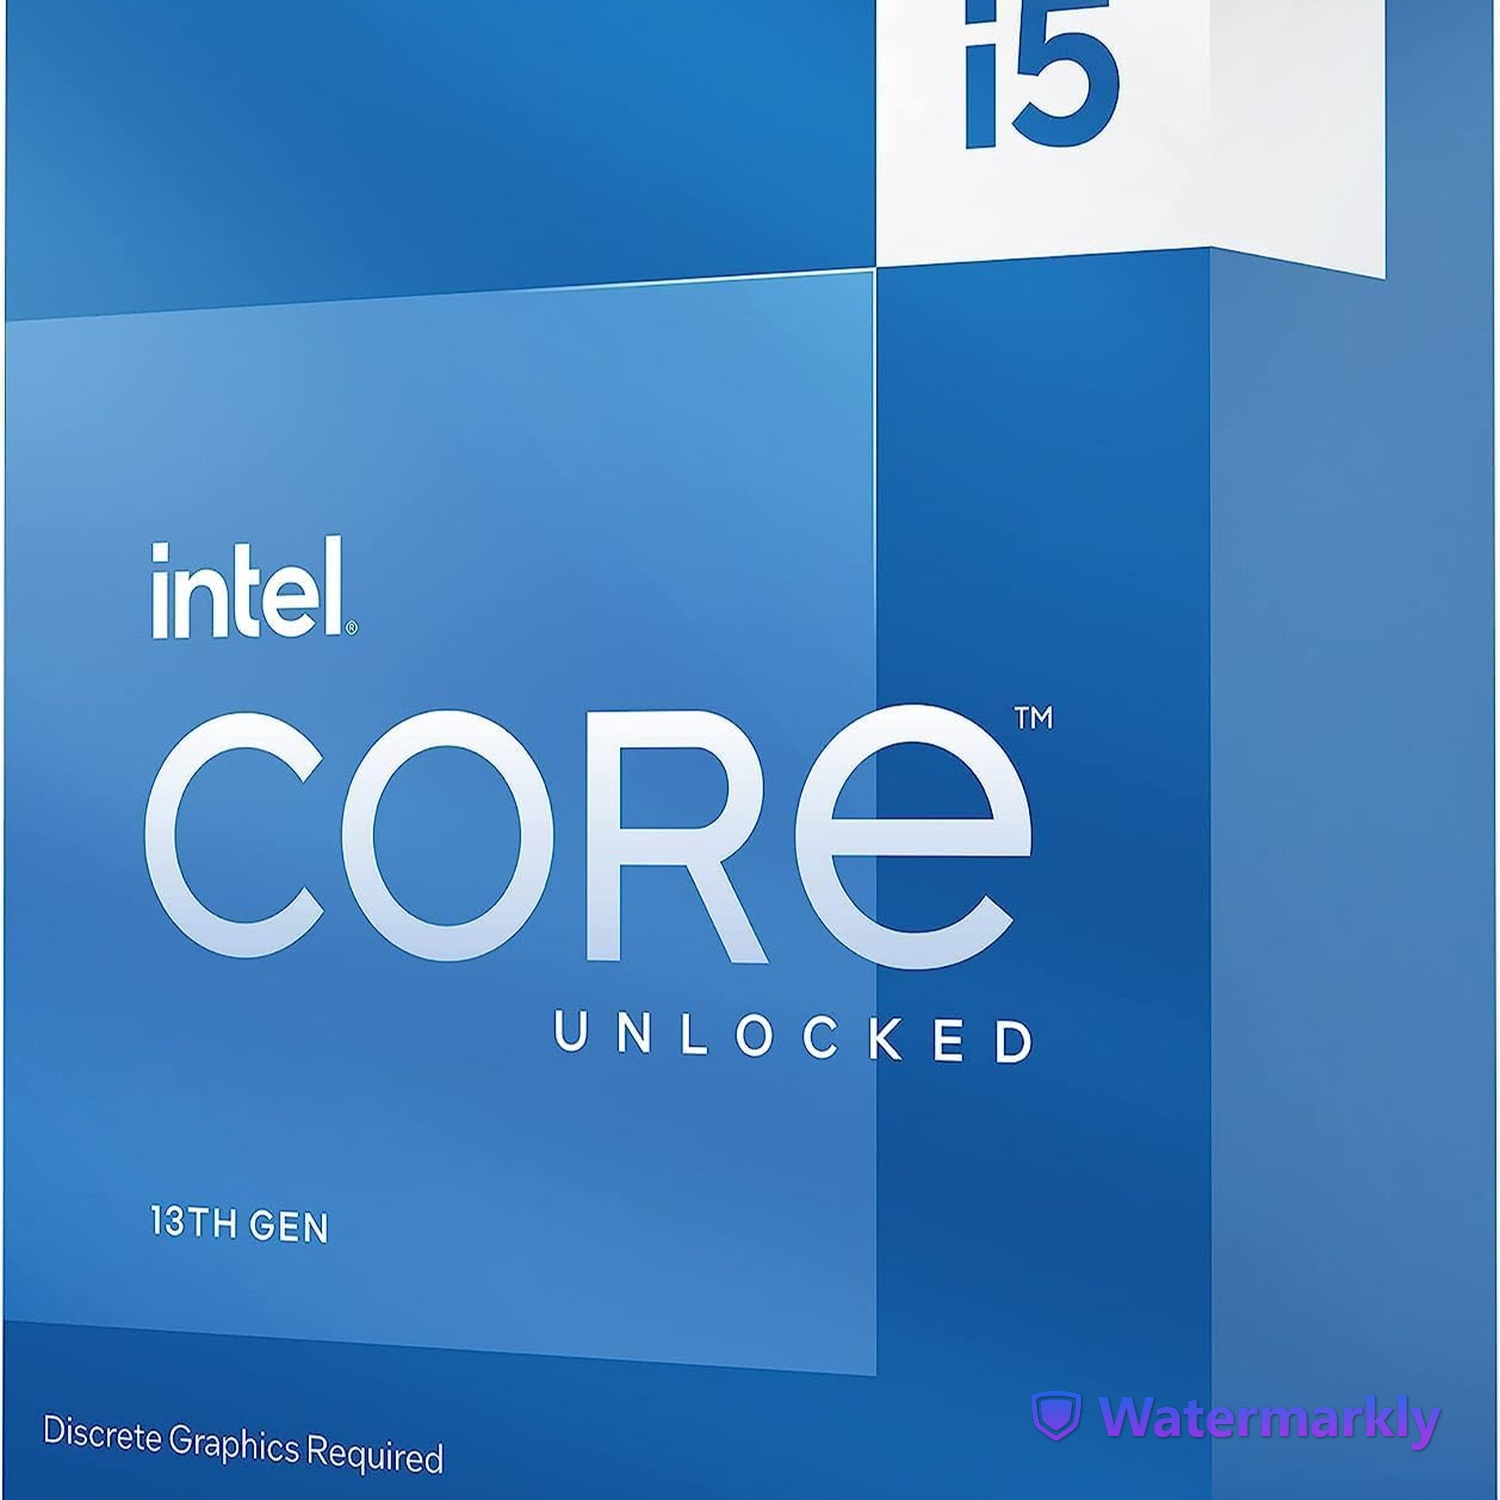 i5
intel®
CORe™
UNLOCKED
13TH GEN
Discrete Graphics Required
Watermarkly